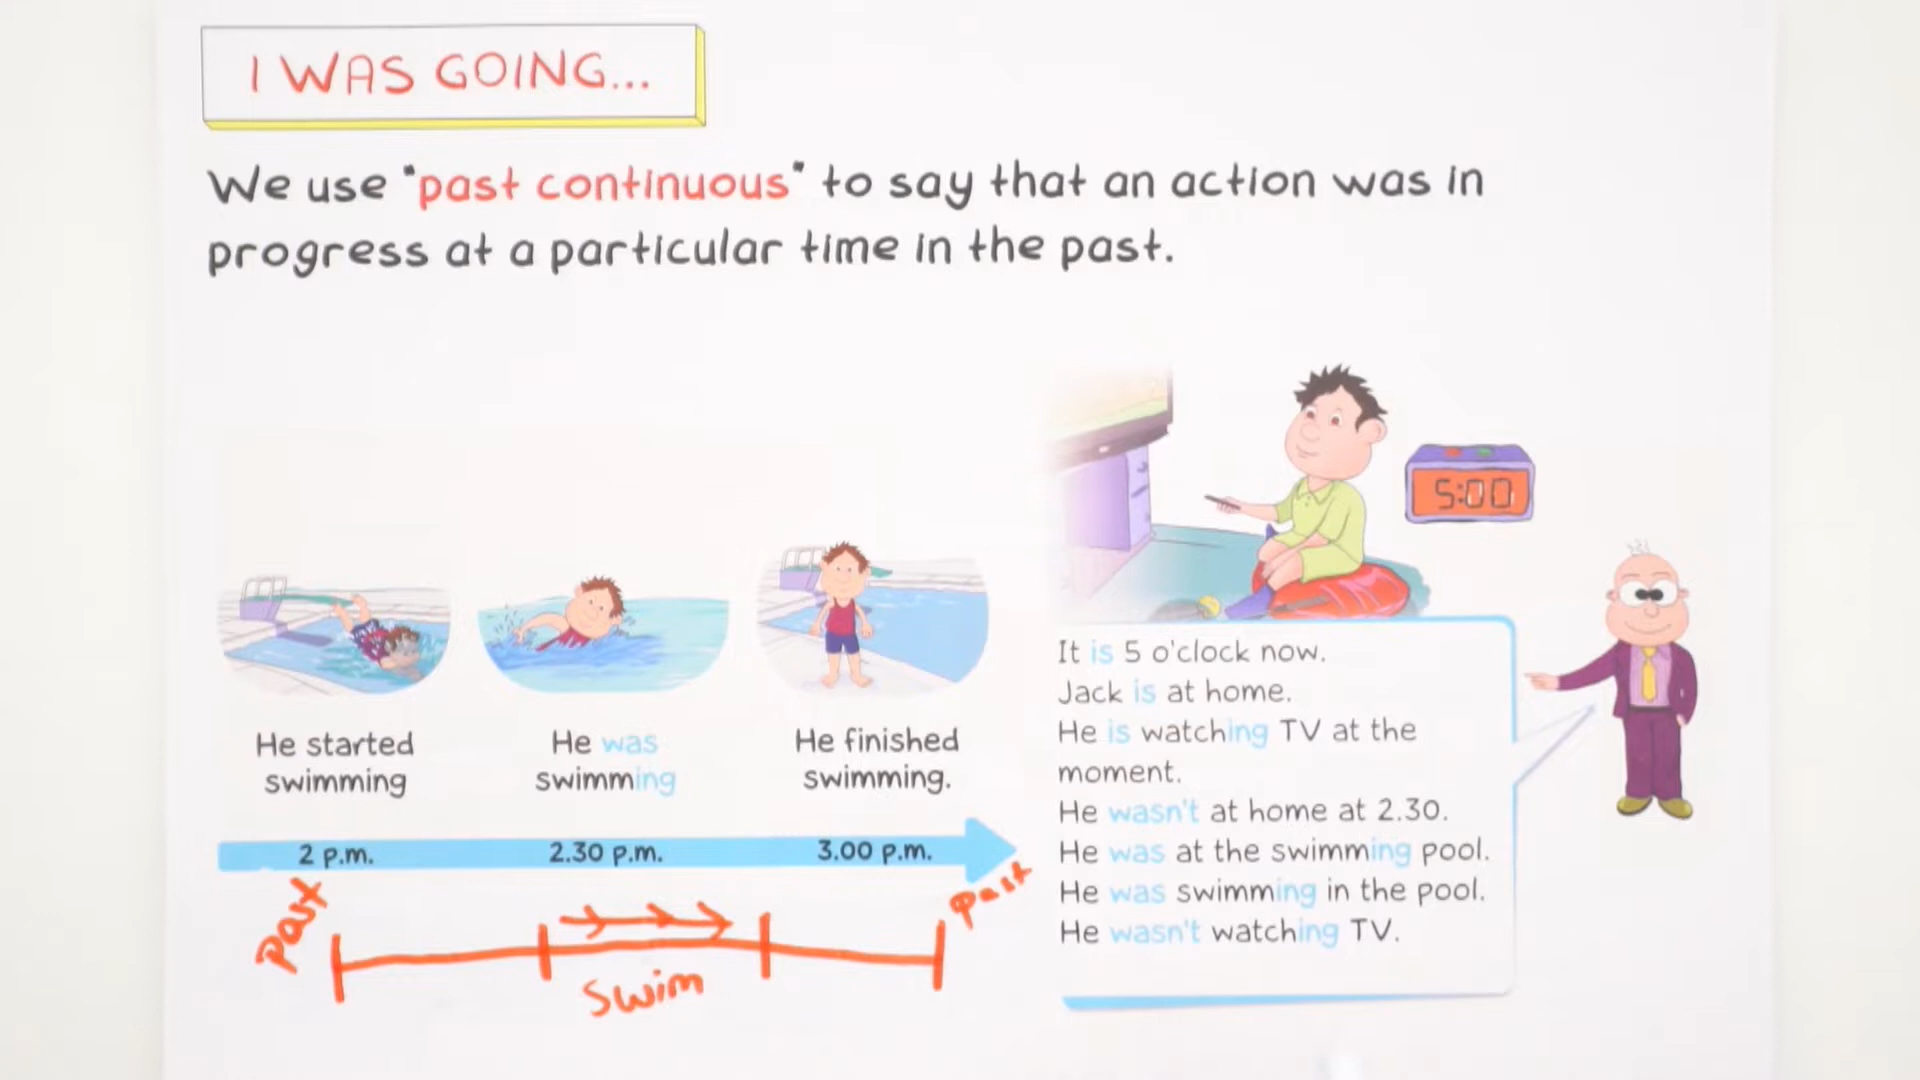 I WAS GOING...
We use "past continuous" to say that an action was in
progress at a particular time in the past.
5:00
He started
swimming
He was
swimming
He finished
swimming.
2 p.m.
2.30 p.m.
3.00 p.m.
past
past
swim
It is 5 o'clock now.
Jack is at home.
He is watching TV at the
moment.
He wasn't at home at 2.30.
He was at the swimming pool.
He was swimming in the pool.
He wasn't watching TV.